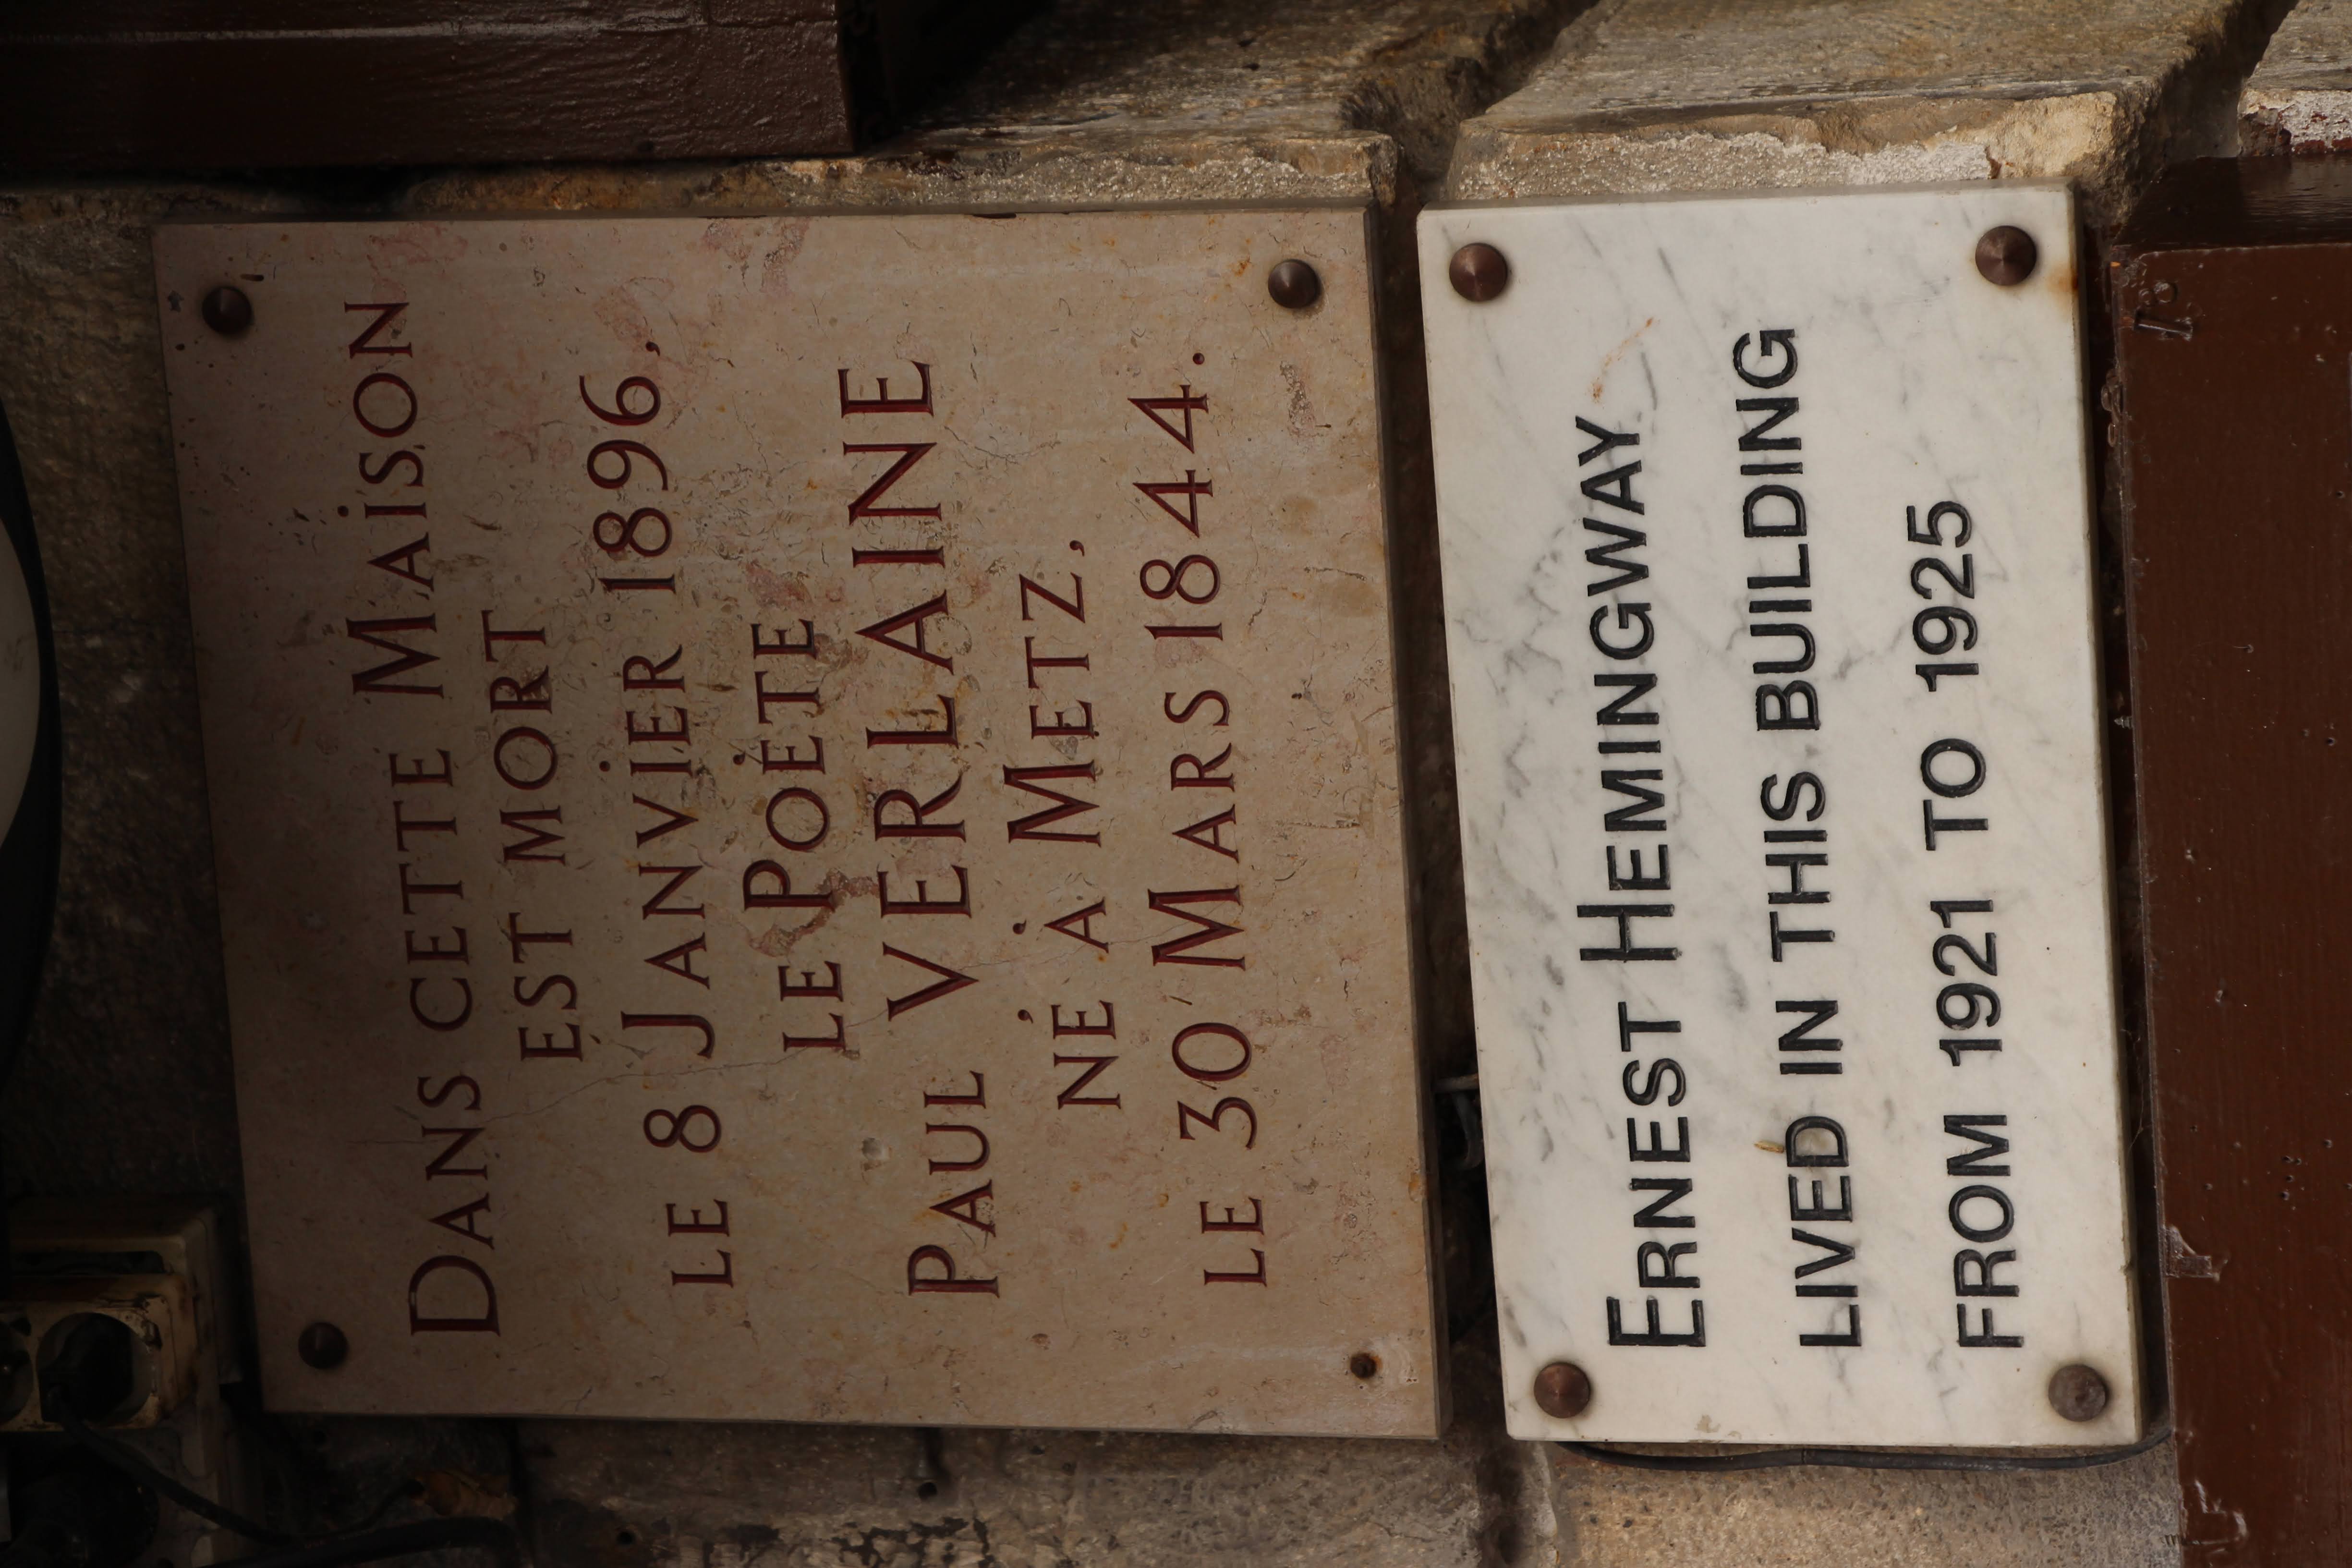 DANS CETTE MAISON
EST MORT
LE 8 JANVIER 1896,
LE POÈTE
PAUL VERLAINE
NÉ À METZ,
LE 30 MARS 1844.
ERNEST HEMINGWAY
LIVED IN THIS BUILDING
FROM 1921 TO 1925